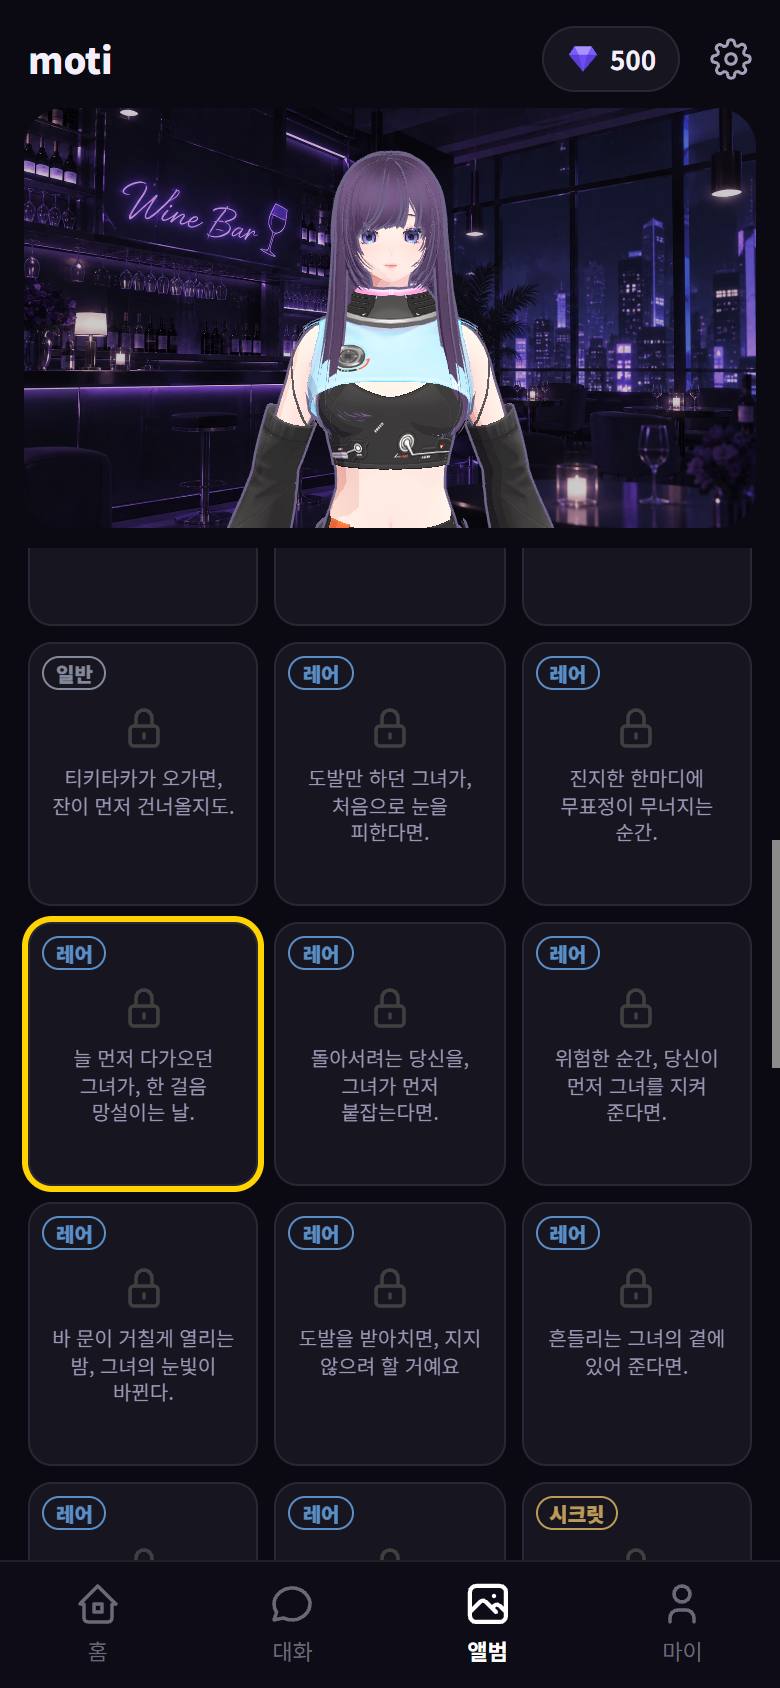 moti
500
Wine Bar
일반
티키타카가 오가면,
잔이 먼저 건너올지도.
레어
도발만 하던 그녀가,
처음으로 눈을
피한다면.
레어
진지한 한마디에
무표정이 무너지는
순간.
레어
늘 먼저 다가오던
그녀가, 한 걸음
망설이는 날.
레어
돌아서려는 당신을,
그녀가 먼저
붙잡는다면.
레어
위험한 순간, 당신이
먼저 그녀를 지켜
준다면.
레어
바 문이 거칠게 열리는
밤, 그녀의 눈빛이
바뀐다.
레어
도발을 받아치면, 지지
않으려 할 거예요
레어
흔들리는 그녀의 곁에
있어 준다면.
레어
레어
시크릿
홈
대화
앨범
마이